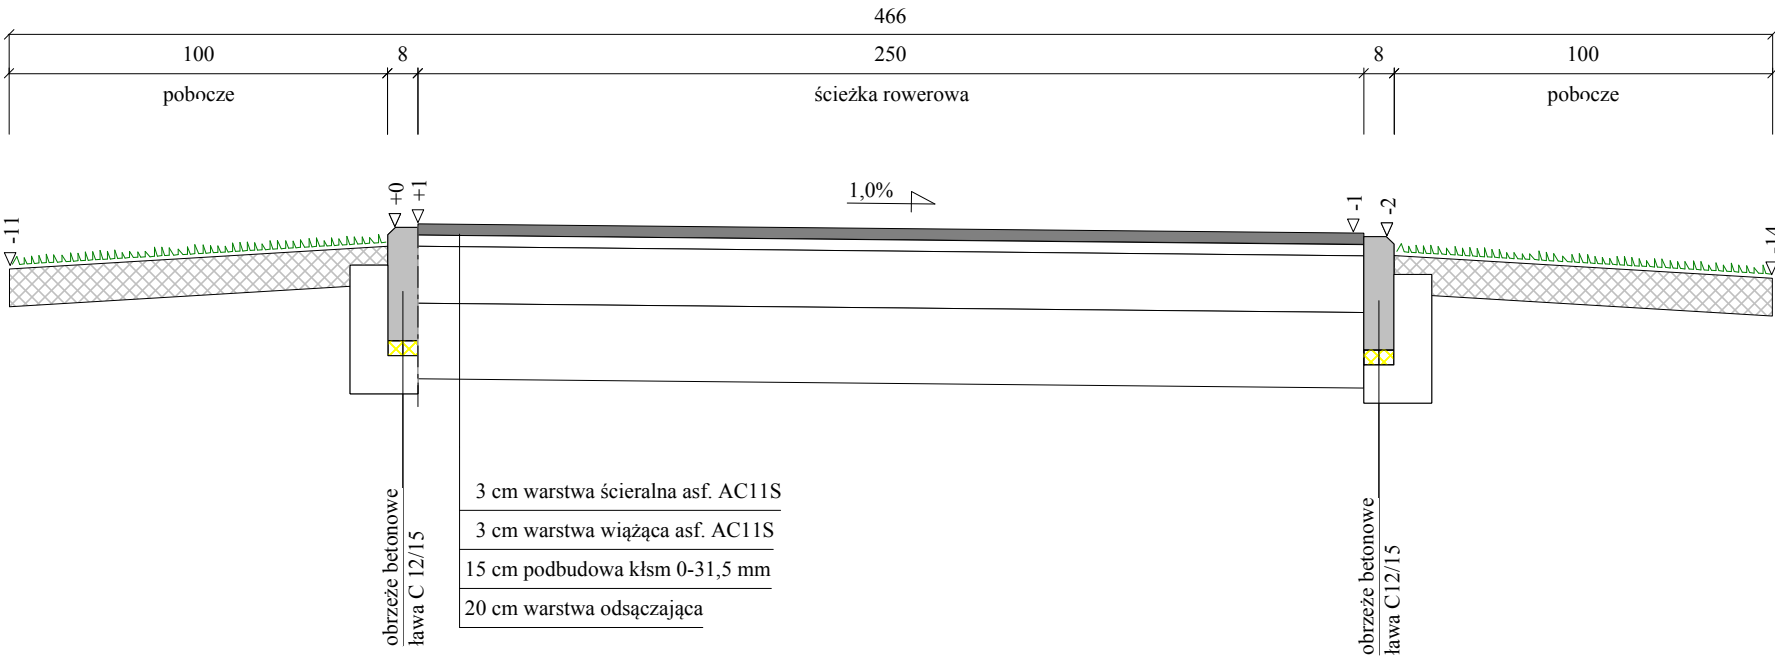 466
100 8 250 8 100
pobocze ścieżka rowerowa pobocze
-11
+0
+1
1,0%
-1
-2
-14
3 cm warstwa ścieralna asf. AC11S
3 cm warstwa wiążąca asf. AC11S
15 cm podbudowa kłsm 0-31,5 mm
20 cm warstwa odsączająca
obrzeże betonowe
ława C 12/15
obrzeże betonowe
ława C12/15